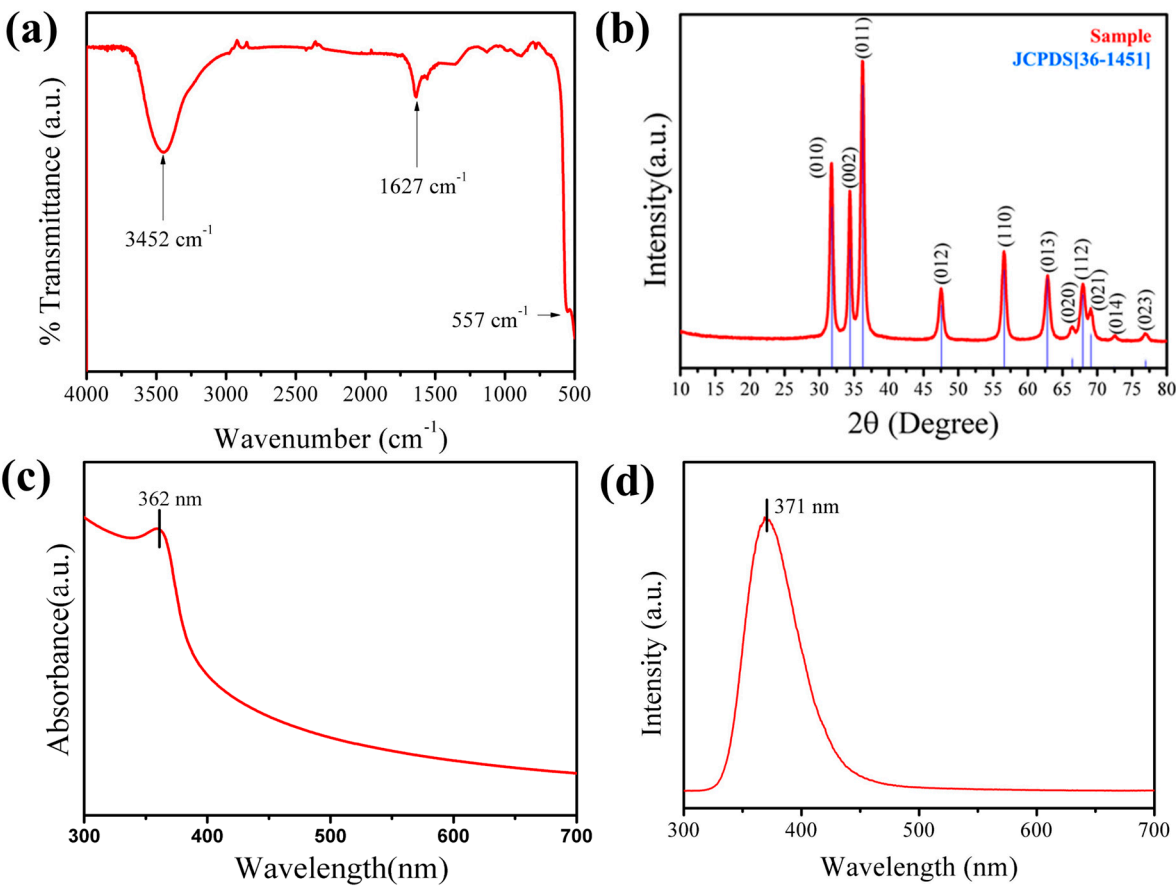 (a)
% Transmittance (a.u.)
3452 cm-1
1627 cm-1
557 cm-1
4000 3500 3000 2500 2000 1500 1000 500
Wavenumber (cm-1)
(b)
Intensity(a.u.)
Sample
JCPDS[36-1451]
(010)
(002)
(011)
(012)
(110)
(013)
(020)
(112)
(021)
(014)
(023)
10 15 20 25 30 35 40 45 50 55 60 65 70 75 80
2θ (Degree)
(c)
Absorbance(a.u.)
362 nm
300 400 500 600 700
Wavelength(nm)
(d)
Intensity (a.u.)
371 nm
300 400 500 600 700
Wavelength (nm)